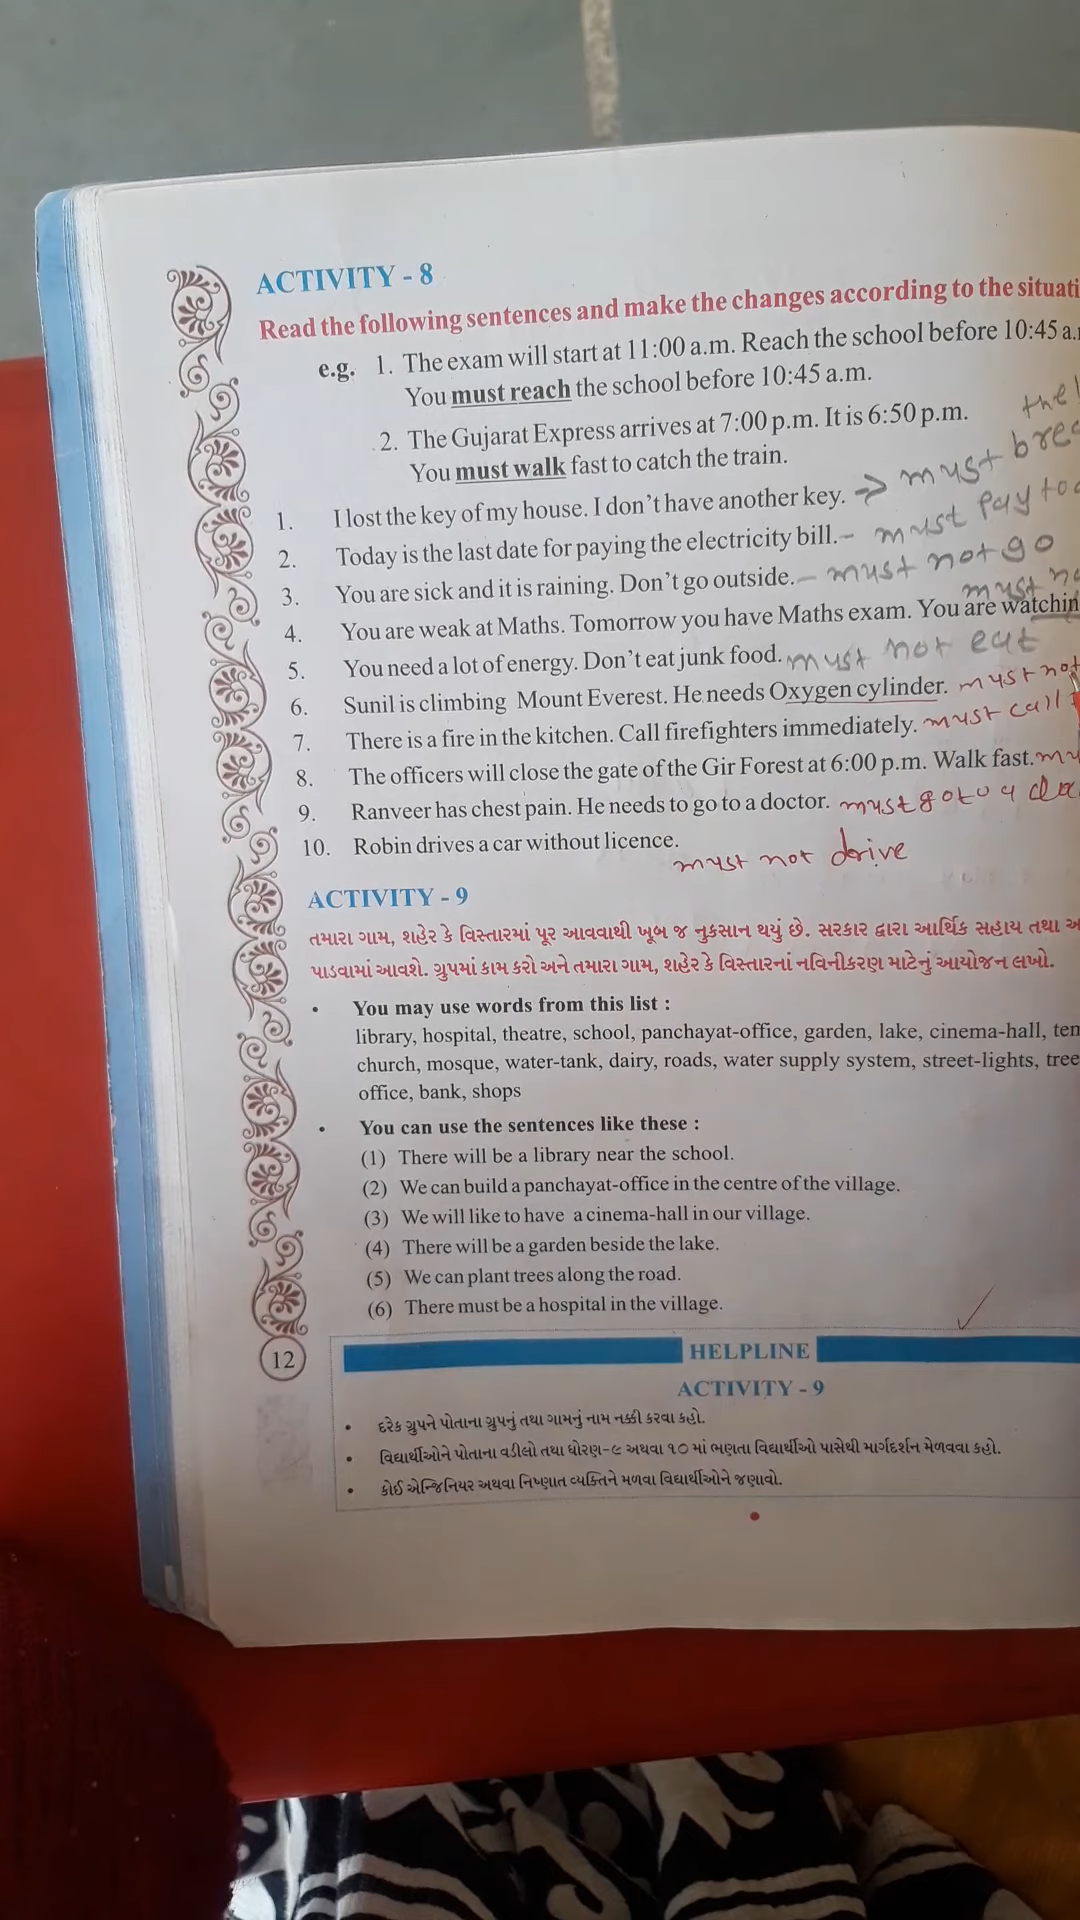 ACTIVITY - 8
Read the following sentences and make the changes according to the
e.g. 1. The exam will start at 11:00 a.m. Reach the school before 10:45
You must reach the school before 10:45 a.m.
2. The Gujarat Express arrives at 7:00 p.m. It is 6:50 p.m.
You must walk fast to catch the train.
1. I lost the key of my house. I don't have another key. ⇒ must
2. Today is the last date for paying the electricity bill. - must pay
3. You are sick and it is raining. Don't go outside. - must not go
must
4. You are weak at Maths. Tomorrow you have Maths exam. You are
5. You need a lot of energy. Don't eat junk food. must not eat
6. Sunil is climbing Mount Everest. He needs Oxygen cylinder. must not
7. There is a fire in the kitchen. Call firefighters immediately. must call
8. The officers will close the gate of the Gir Forest at 6:00 p.m. Walk fast.
9. Ranveer has chest pain. He needs to go to a doctor. must
10. Robin drives a car without licence.
must not drive
ACTIVITY - 9
તમારા ગામ, શહેર કે વિસ્તારમાં પૂર આવવાથી ખૂબ જ નુકસાન થયું છે. સરકાર દ્વારા આર્થિક સહાય તથા
પાડવામાં આવશે. ગ્રુપમાં કામ કરો અને તમારા ગામ, શહેર કે વિસ્તારનાં નવિનીકરણ માટેનું આયોજન લખો.
• You may use words from this list :
library, hospital, theatre, school, panchayat-office, garden, lake, cinema-hall,
church, mosque, water-tank, dairy, roads, water supply system, street-lights,
office, bank, shops
• You can use the sentences like these :
(1) There will be a library near the school.
(2) We can build a panchayat-office in the centre of the village.
(3) We will like to have a cinema-hall in our village.
(4) There will be a garden beside the lake.
(5) We can plant trees along the road.
(6) There must be a hospital in the village.
12
HELPLINE
ACTIVITY - 9
• દરેક ગ્રુપને પોતાના ગ્રુપનું તથા ગામનું નામ નક્કી કરવા કહો.
• વિદ્યાર્થીઓને પોતાના વડીલો તથા ધોરણ-૯ અથવા ૧૦ માં ભણતા વિદ્યાર્થીઓ પાસેથી માર્ગદર્શન મેળવવા કહો.
• કોઈ એન્જિનિયર અથવા નિષ્ણાત વ્યક્તિને મળવા વિદ્યાર્થીઓને જણાવો.